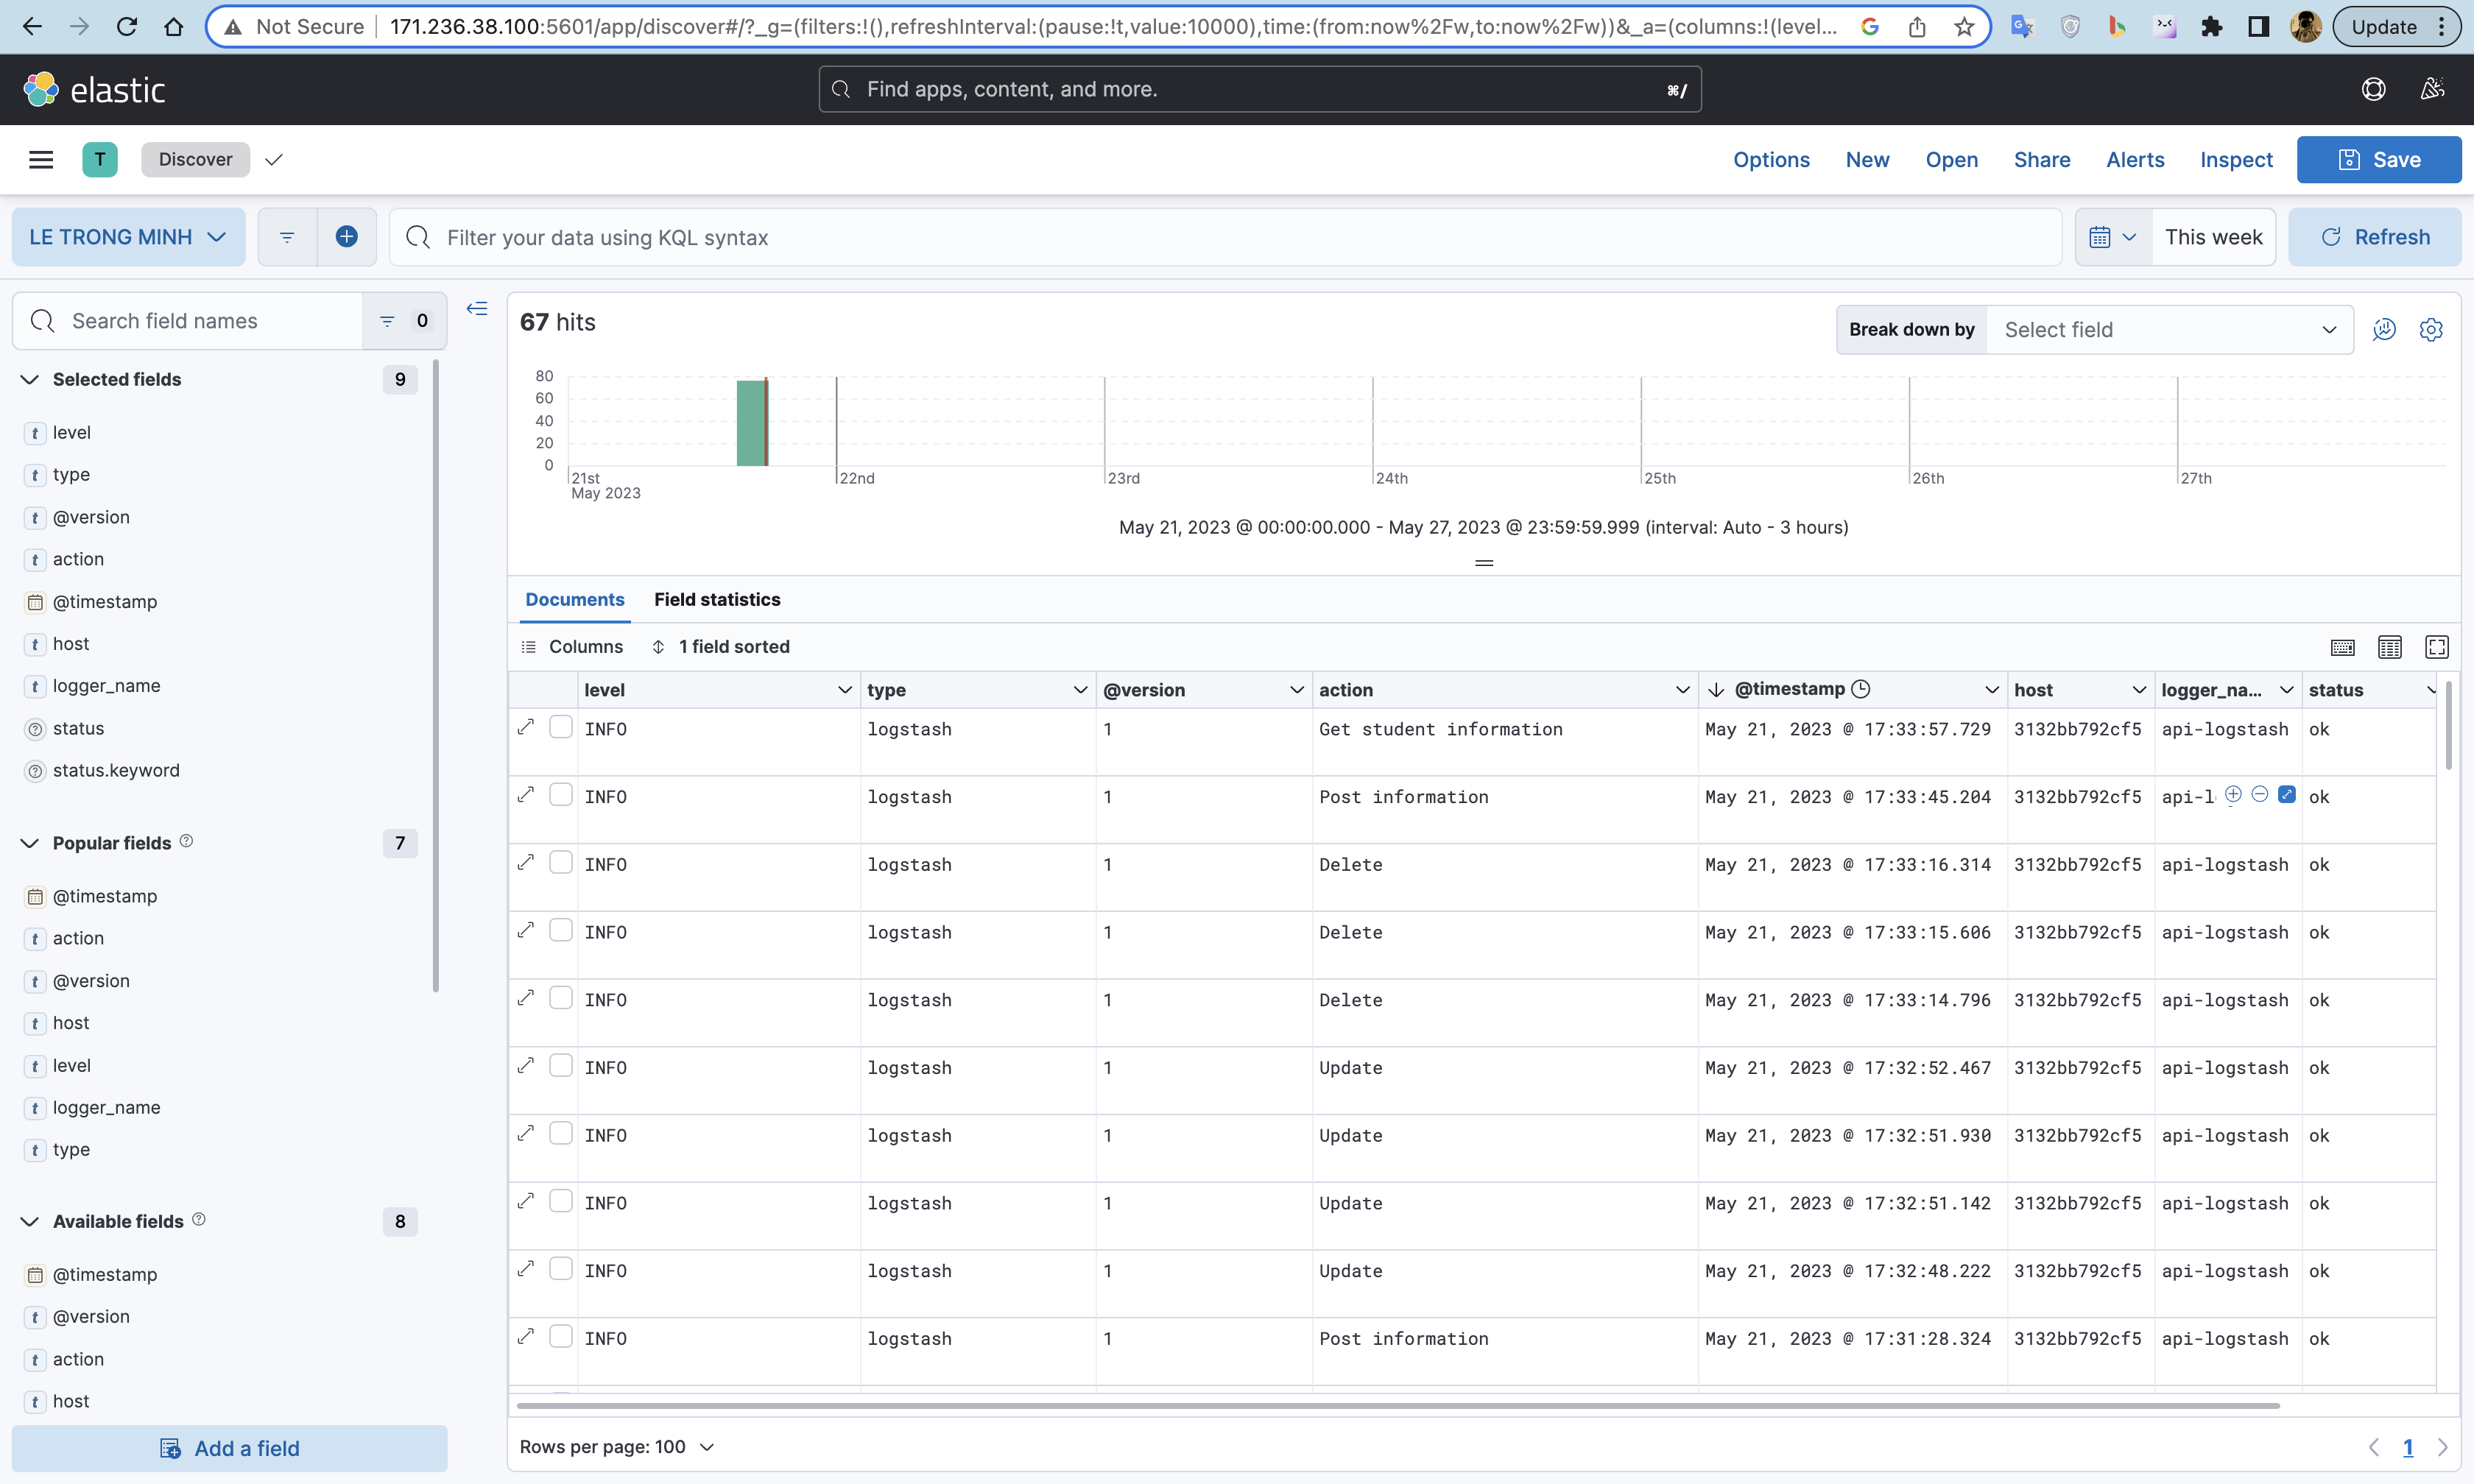 Not Secure 171.236.38.100:5601/app/discover#/?_g=(filters:!(),refreshInterval:(pause:!t,value:10000),time:(from:now%2Fw,to:now%2Fw))&_a=(columns:!(level... Update
elastic Find apps, content, and more. ⌘/
T Discover Options New Open Share Alerts Inspect Save
LE TRONG MINH Filter your data using KQL syntax This week Refresh
Search field names 0
67 hits Break down by Select field
Selected fields 9
level
type
@version
action
@timestamp
host
logger_name
status
status.keyword
Popular fields 7
@timestamp
action
@version
host
level
logger_name
type
Available fields 8
@timestamp
@version
action
host
Add a field
80
60
40
20
0
21st 22nd 23rd 24th 25th 26th 27th
May 2023
May 21, 2023 @ 00:00:00.000 - May 27, 2023 @ 23:59:59.999 (interval: Auto - 3 hours)
Documents Field statistics
Columns 1 field sorted
level type @version action @timestamp host logger_na... status
INFO logstash 1 Get student information May 21, 2023 @ 17:33:57.729 3132bb792cf5 api-logstash ok
INFO logstash 1 Post information May 21, 2023 @ 17:33:45.204 3132bb792cf5 api-l ok
INFO logstash 1 Delete May 21, 2023 @ 17:33:16.314 3132bb792cf5 api-logstash ok
INFO logstash 1 Delete May 21, 2023 @ 17:33:15.606 3132bb792cf5 api-logstash ok
INFO logstash 1 Delete May 21, 2023 @ 17:33:14.796 3132bb792cf5 api-logstash ok
INFO logstash 1 Update May 21, 2023 @ 17:32:52.467 3132bb792cf5 api-logstash ok
INFO logstash 1 Update May 21, 2023 @ 17:32:51.930 3132bb792cf5 api-logstash ok
INFO logstash 1 Update May 21, 2023 @ 17:32:51.142 3132bb792cf5 api-logstash ok
INFO logstash 1 Update May 21, 2023 @ 17:32:48.222 3132bb792cf5 api-logstash ok
INFO logstash 1 Post information May 21, 2023 @ 17:31:28.324 3132bb792cf5 api-logstash ok
Rows per page: 100 1